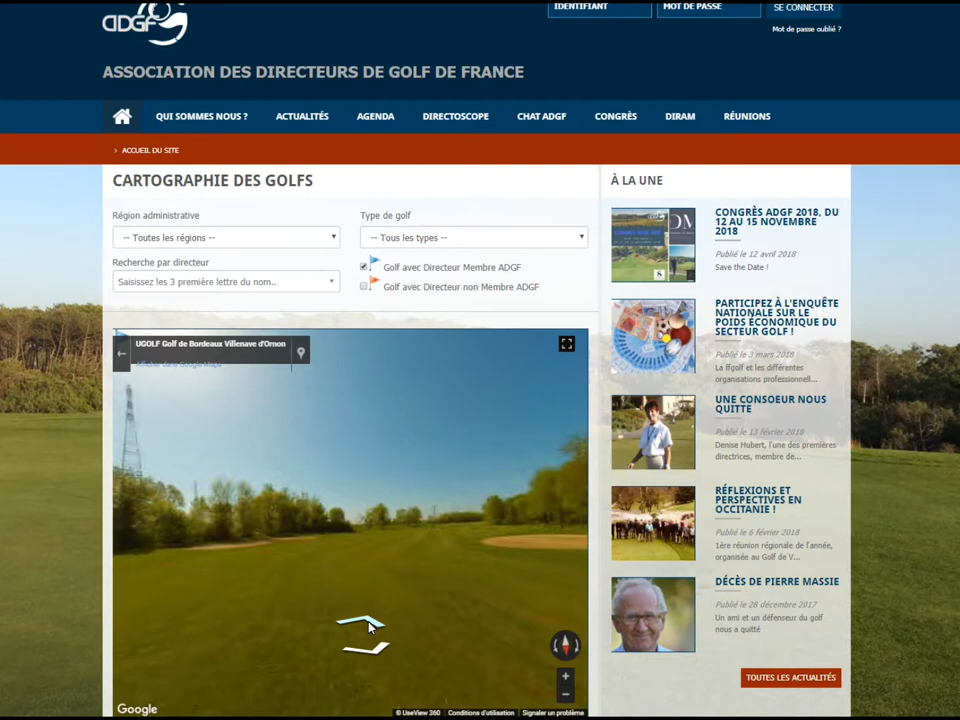 ADGF
IDENTIFIANT
MOT DE PASSE
SE CONNECTER
Mot de passe oublié ?
ASSOCIATION DES DIRECTEURS DE GOLF DE FRANCE
QUI SOMMES NOUS ?
ACTUALITÉS
AGENDA
DIRECTOSCOPE
CHAT ADGF
CONGRÈS
DIRAM
RÉUNIONS
› ACCUEIL DU SITE
CARTOGRAPHIE DES GOLFS
Région administrative
-- Toutes les régions --
Type de golf
-- Tous les types --
Recherche par directeur
Saisissez les 3 première lettre du nom..
Golf avec Directeur Membre ADGF
Golf avec Directeur non Membre ADGF
UGOLF Golf de Bordeaux Villenave d'Ornon
Afficher dans Google Maps
Google
© UseView 360
Conditions d'utilisation
Signaler un problème
À LA UNE
CONGRÈS ADGF 2018, DU
12 AU 15 NOVEMBRE
2018
Publié le 12 avril 2018
Save the Date !
PARTICIPEZ À L'ENQUÊTE
NATIONALE SUR LE
POIDS ÉCONOMIQUE DU
SECTEUR GOLF !
Publié le 3 mars 2018
La ffgolf et les différentes
organisations professionnell...
UNE CONSOEUR NOUS
QUITTE
Publié le 13 février 2018
Denise Hubert, l'une des premières
directrices, membre de...
RÉFLEXIONS ET
PERSPECTIVES EN
OCCITANIE !
Publié le 6 février 2018
1ère réunion régionale de l'année,
organisée au Golf de V...
DÉCÈS DE PIERRE MASSIE
Publié le 28 décembre 2017
Un ami et un défenseur du golf
nous a quitté
TOUTES LES ACTUALITÉS